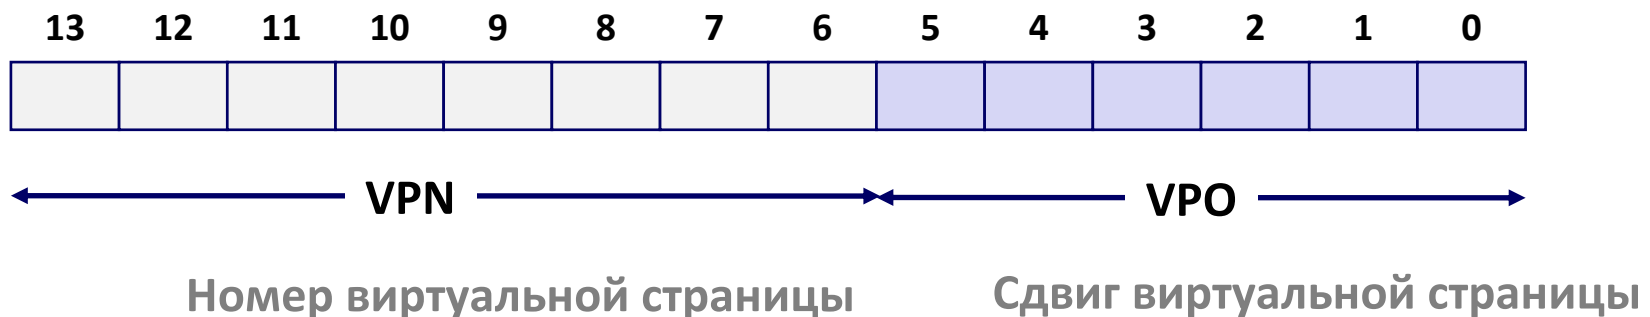 13 12 11 10 9 8 7 6 5 4 3 2 1 0
VPN VPO
Номер виртуальной страницы Сдвиг виртуальной страницы